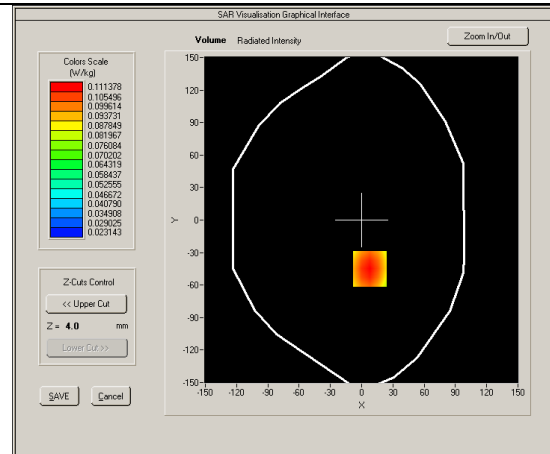 SAR Visualisation Graphical Interface
Volume Radiated Intensity
Zoom In/Out
Colors Scale
(W/kg)
0.111378
0.105496
0.099614
0.093731
0.087849
0.081967
0.076084
0.070202
0.064319
0.058437
0.052555
0.046672
0.040790
0.034908
0.029025
0.023143
Z-Cuts Control
<< Upper Cut
Z = 4.0 mm
Lower Cut >>
SAVE Cancel
150
120
90
60
30
0
-30
-60
-90
-120
-150
Y
-150 -120 -90 -60 -30 0 30 60 90 120 150
X